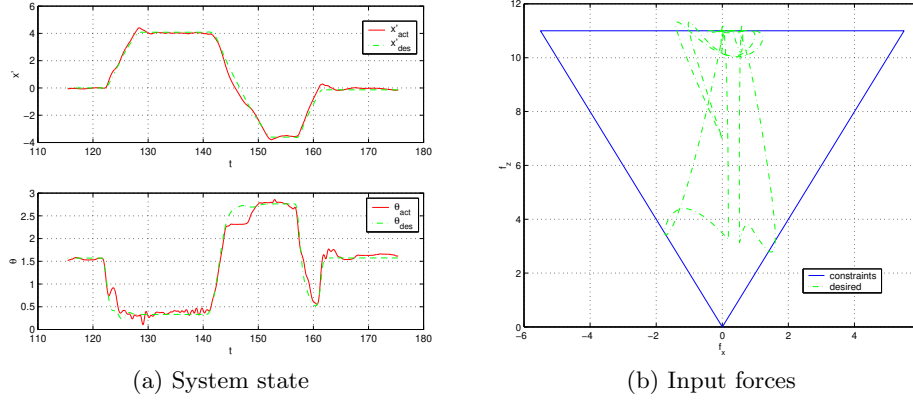 4
2
0
−2
−4
110 120 130 140 150 160 170 180
t
x'
x'act
x'des
3
2.5
2
1.5
1
0.5
0
110 120 130 140 150 160 170 180
t
θ
θact
θdes
(a) System state
12
10
8
6
4
2
0
−6 −4 −2 0 2 4 6
fx
fz
constraints
desired
(b) Input forces